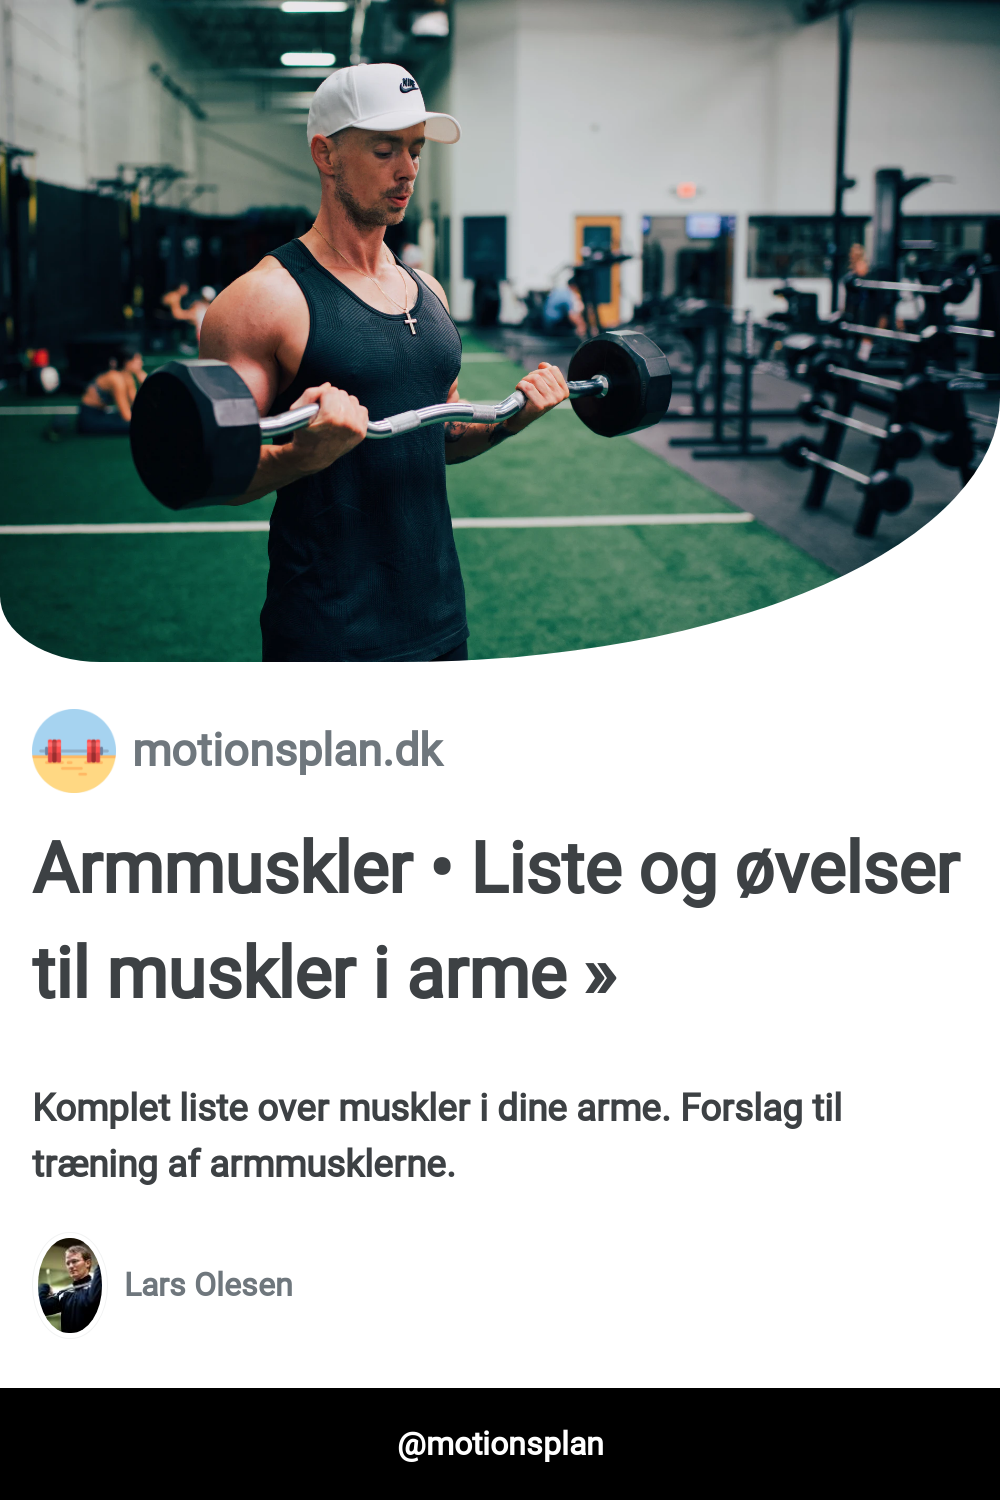 NIKE
motionsplan.dk
Armmuskler • Liste og øvelser
til muskler i arme »
Komplet liste over muskler i dine arme. Forslag til
træning af armmusklerne.
Lars Olesen
@motionsplan